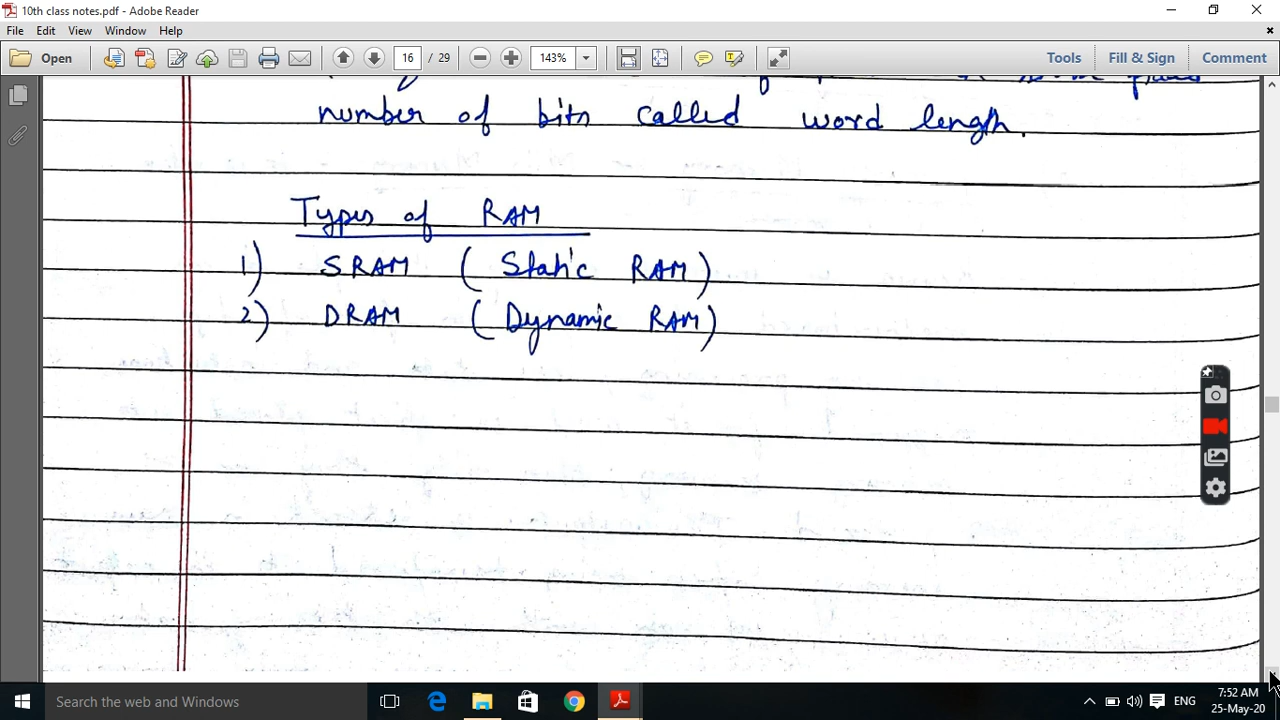 10th class notes.pdf - Adobe Reader
File Edit View Window Help
Open 16 / 29 143% Tools Fill & Sign Comment
number of bits called word length.
Types of RAM
1) SRAM ( Static RAM )
2) DRAM ( Dynamic RAM )
Search the web and Windows
ENG
7:52 AM
25-May-20